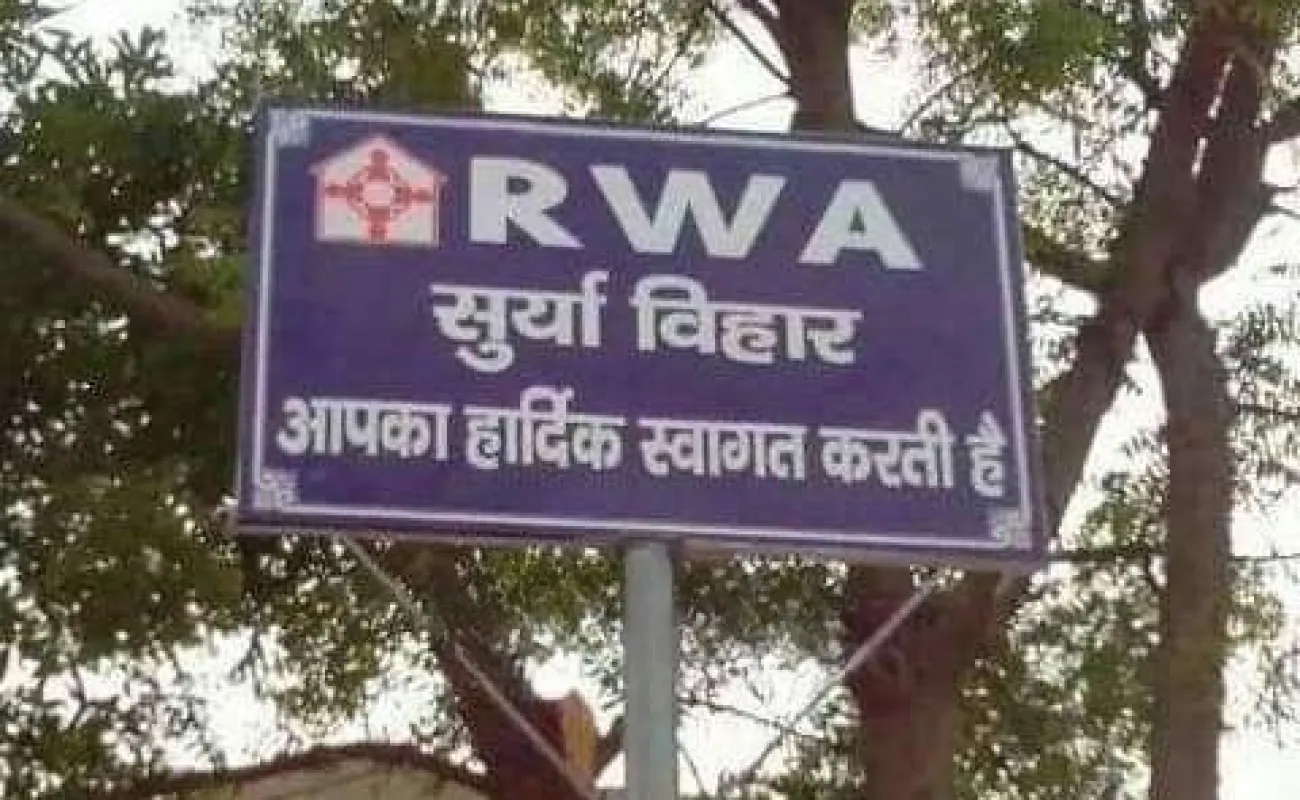 RWA
सुर्या विहार
आपका हार्दिक स्वागत करती है